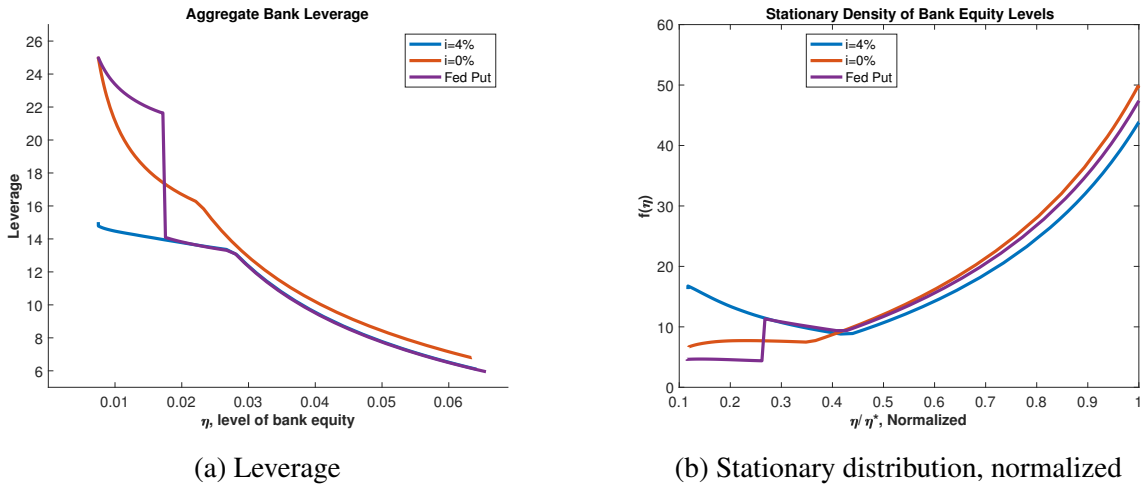 Aggregate Bank Leverage
26
24
22
20
18
16
14
12
10
8
6
Leverage
i=4%
i=0%
Fed Put
0.01 0.02 0.03 0.04 0.05 0.06
η, level of bank equity
(a) Leverage
Stationary Density of Bank Equity Levels
60
50
40
30
20
10
0
f(η)
i=4%
i=0%
Fed Put
0.1 0.2 0.3 0.4 0.5 0.6 0.7 0.8 0.9 1
η/η*, Normalized
(b) Stationary distribution, normalized